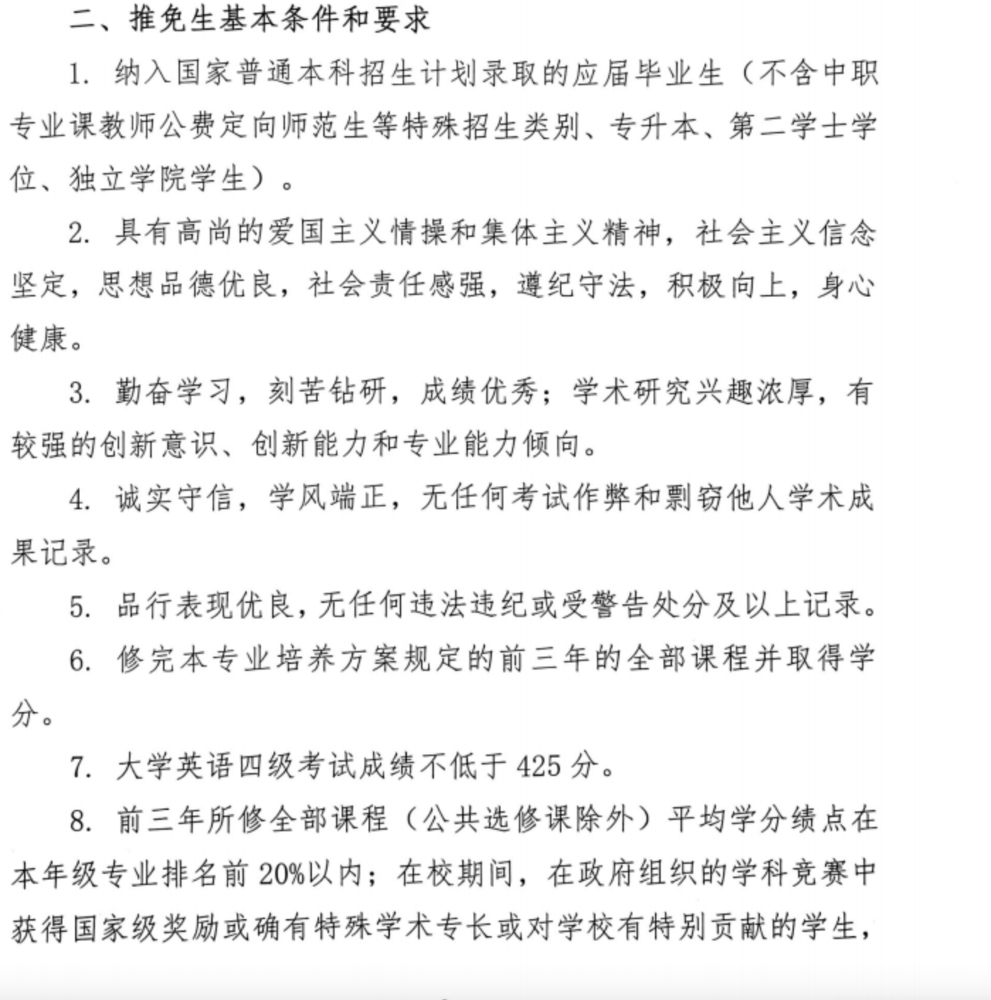 二、推免生基本条件和要求
1. 纳入国家普通本科招生计划录取的应届毕业生（不含中职
专业课教师公费定向师范生等特殊招生类别、专升本、第二学士学
位、独立学院学生）。
2. 具有高尚的爱国主义情操和集体主义精神，社会主义信念
坚定，思想品德优良，社会责任感强，遵纪守法，积极向上，身心
健康。
3. 勤奋学习，刻苦钻研，成绩优秀；学术研究兴趣浓厚，有
较强的创新意识、创新能力和专业能力倾向。
4. 诚实守信，学风端正，无任何考试作弊和剽窃他人学术成
果记录。
5. 品行表现优良，无任何违法违纪或受警告处分及以上记录。
6. 修完本专业培养方案规定的前三年的全部课程并取得学
分。
7. 大学英语四级考试成绩不低于 425 分。
8. 前三年所修全部课程（公共选修课除外）平均学分绩点在
本年级专业排名前 20%以内；在校期间，在政府组织的学科竞赛中
获得国家级奖励或确有特殊学术专长或对学校有特别贡献的学生，